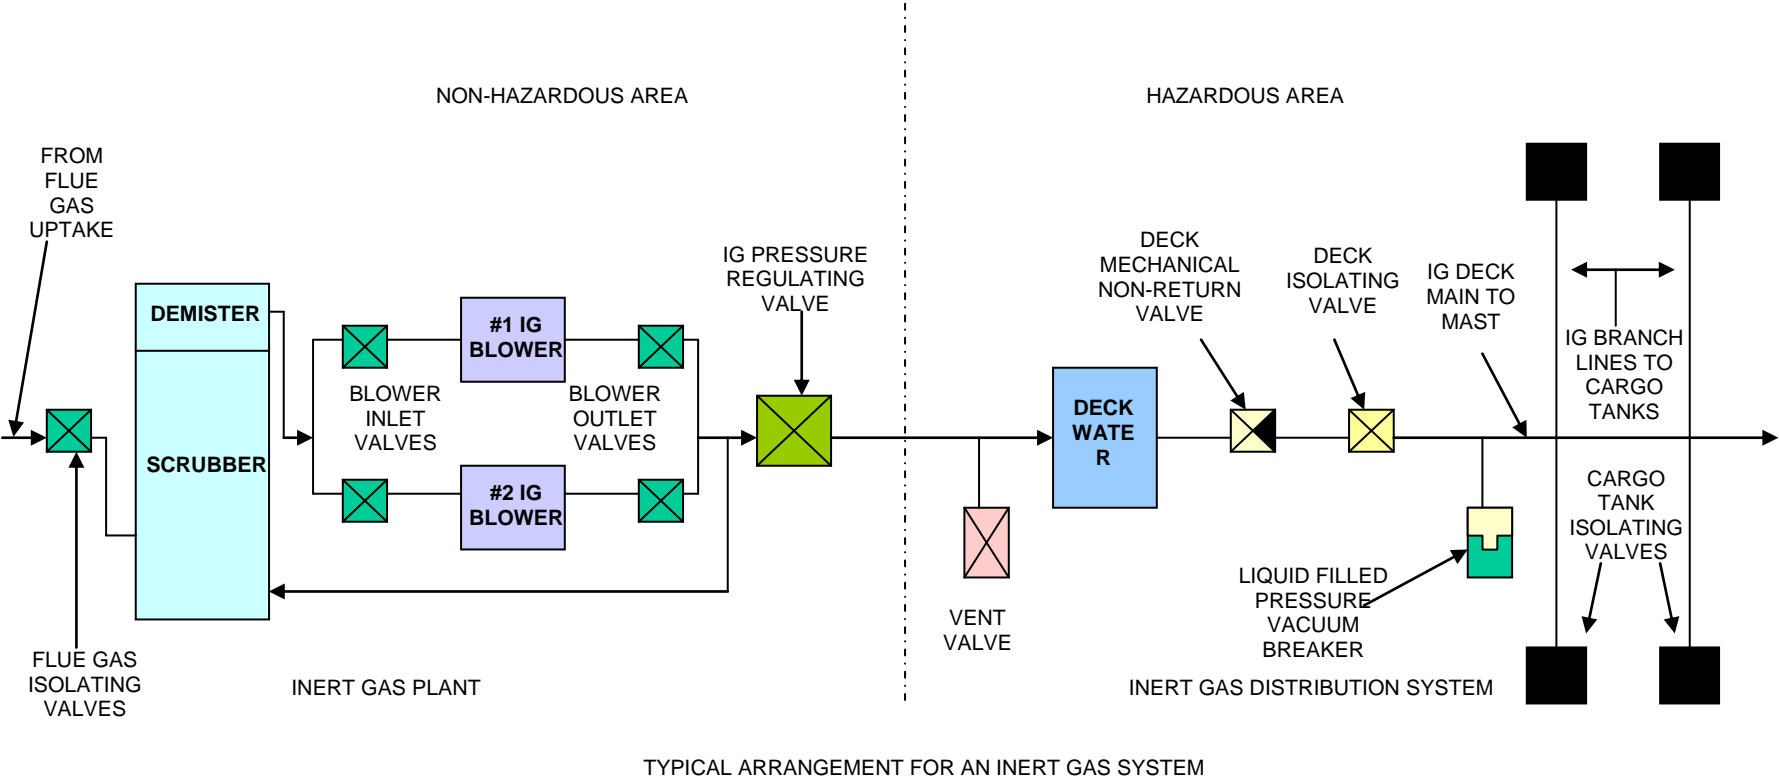 NON-HAZARDOUS AREA
HAZARDOUS AREA
FROM
FLUE
GAS
UPTAKE
DEMISTER
SCRUBBER
FLUE GAS
ISOLATING
VALVES
#1 IG
BLOWER
BLOWER
INLET
VALVES
BLOWER
OUTLET
VALVES
#2 IG
BLOWER
IG PRESSURE
REGULATING
VALVE
INERT GAS PLANT
VENT
VALVE
DECK
WATE
R
DECK
MECHANICAL
NON-RETURN
VALVE
DECK
ISOLATING
VALVE
IG DECK
MAIN TO
MAST
IG BRANCH
LINES TO
CARGO
TANKS
CARGO
TANK
ISOLATING
VALVES
LIQUID FILLED
PRESSURE
VACUUM
BREAKER
INERT GAS DISTRIBUTION SYSTEM
TYPICAL ARRANGEMENT FOR AN INERT GAS SYSTEM